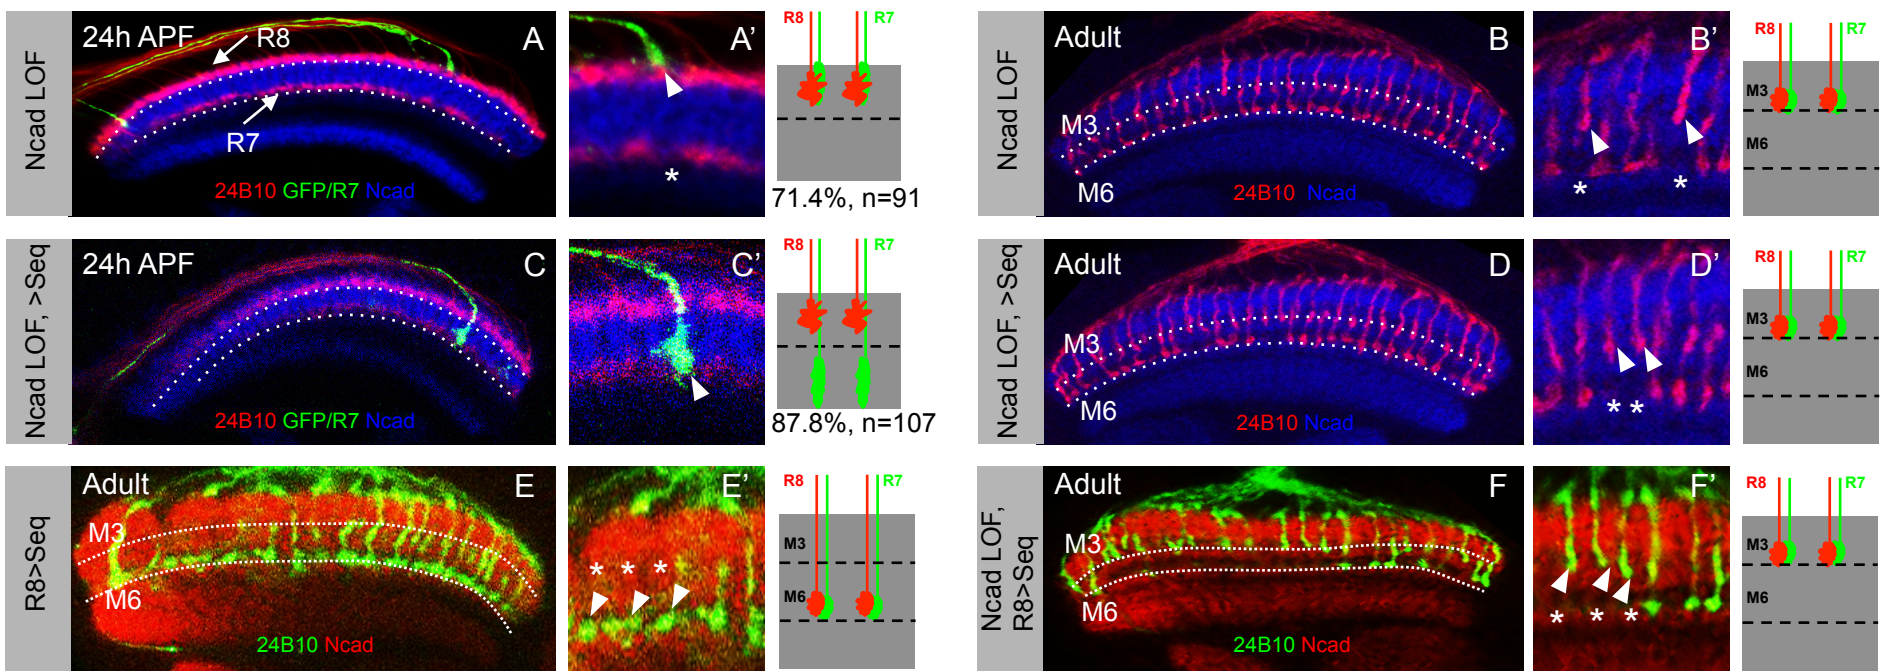 Ncad LOF
24h APF
R8
A
R7
24B10 GFP/R7 Ncad
A’
*
R8
R7
71.4%, n=91
Adult
B
M3
M6
24B10 Ncad
B’
* *
R8
R7
M3
M6
Ncad LOF, >Seq
24h APF
C
24B10 GFP/R7 Ncad
C’
R8
R7
87.8%, n=107
Adult
D
M3
M6
24B10 Ncad
D’
* *
R8
R7
M3
M6
R8>Seq
Adult
E
M3
M6
24B10 Ncad
E’
* * *
R8
R7
M3
M6
Ncad LOF,
R8>Seq
Adult
F
M3
M6
24B10 Ncad
F’
* * *
R8
R7
M3
M6